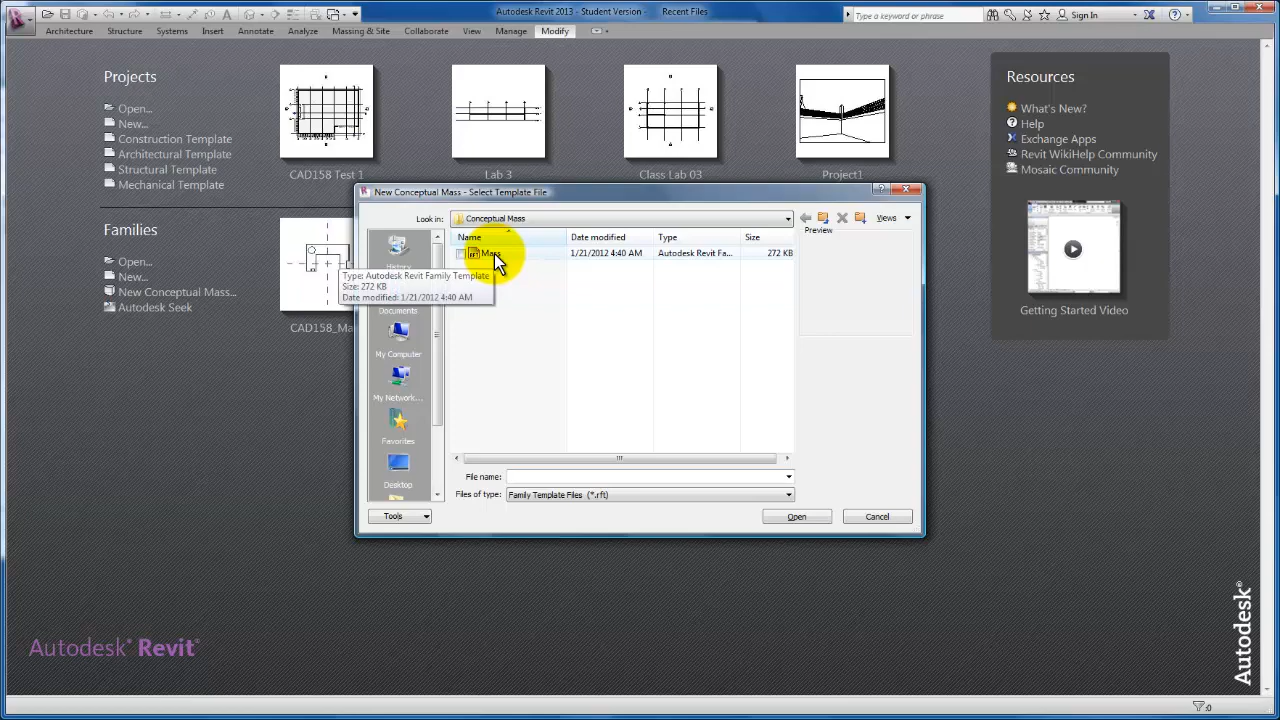 Autodesk Revit 2013 - Student Version - Recent Files
Type a keyword or phrase
Sign In
Architecture
Structure
Systems
Insert
Annotate
Analyze
Massing & Site
Collaborate
View
Manage
Modify
Projects
Open...
New...
Construction Template
Architectural Template
Structural Template
Mechanical Template
CAD158 Test 1
Lab 3
Class Lab 03
Project1
Resources
What's New?
Help
Exchange Apps
Revit WikiHelp Community
Mosaic Community
Getting Started Video
Families
Open...
New...
New Conceptual Mass...
Autodesk Seek
CAD158_Ma
New Conceptual Mass - Select Template File
Look in:
Conceptual Mass
Views
Preview
Name
Date modified
Type
Size
Mass
1/21/2012 4:40 AM
Autodesk Revit Fa...
272 KB
Type: Autodesk Revit Family Template
Size: 272 KB
Date modified: 1/21/2012 4:40 AM
History
Documents
My Computer
My Network...
Favorites
Desktop
File name:
Files of type:
Family Template Files (*.rft)
Tools
Open
Cancel
Autodesk® Revit®
Autodesk®
:0